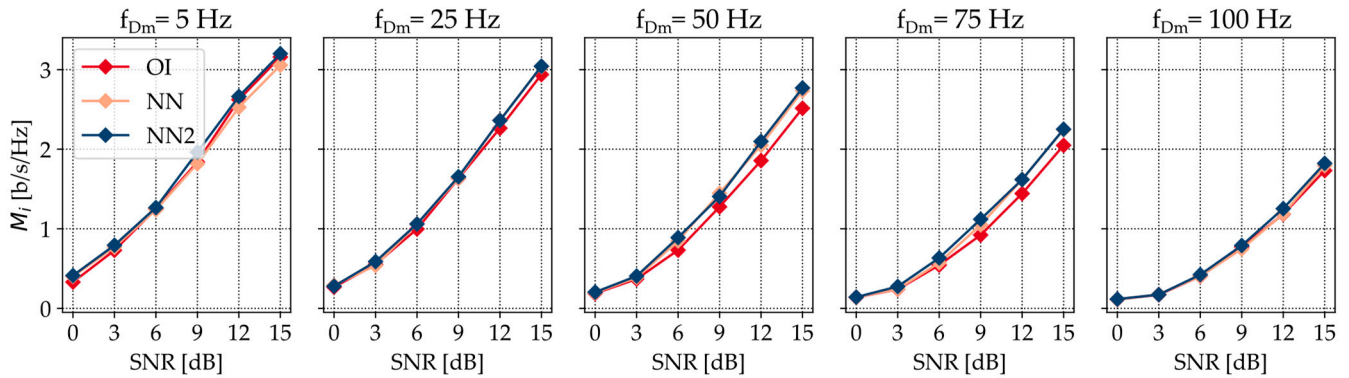 f_Dm= 5 Hz
f_Dm= 25 Hz
f_Dm= 50 Hz
f_Dm= 75 Hz
f_Dm= 100 Hz
OI
NN
NN2
M_i [b/s/Hz]
3
2
1
0
0 3 6 9 12 15
0 3 6 9 12 15
0 3 6 9 12 15
0 3 6 9 12 15
0 3 6 9 12 15
SNR [dB]
SNR [dB]
SNR [dB]
SNR [dB]
SNR [dB]